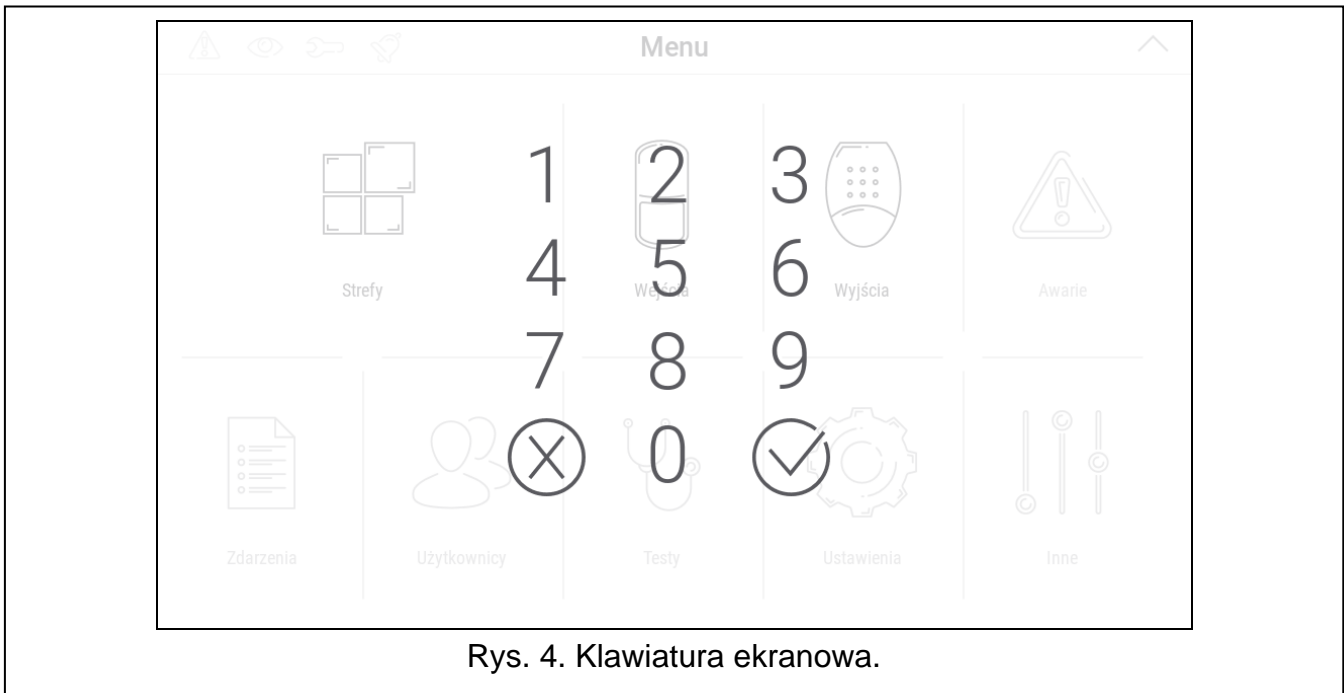 Menu
1 2 3
4 5 6
Strefy Wejścia Wyjścia Awarie
7 8 9
0
Zdarzenia Użytkownicy Testy Ustawienia Inne
Rys. 4. Klawiatura ekranowa.